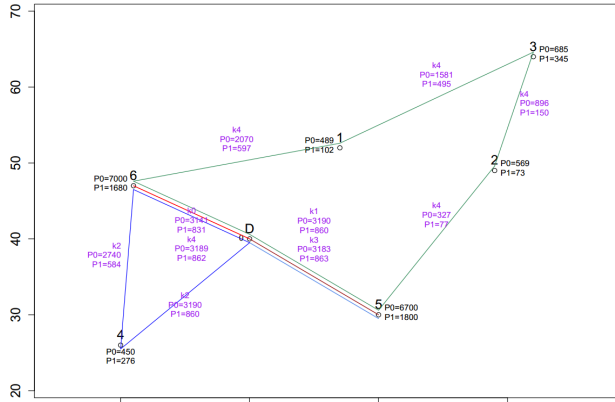 70
60
50
40
30
20
3
P0=685
P1=345
k4
P0=1581
P1=495
k4
P0=896
P1=150
k4
P0=2070
P1=597
1
P0=489
P1=102
2
P0=569
P1=73
6
P0=7000
P1=1680
k0
P0=3141
P1=831
k4
P0=3189
P1=862
D
0
k1
P0=3190
P1=860
k3
P0=3183
P1=863
k4
P0=327
P1=77
k2
P0=2740
P1=584
k2
P0=3190
P1=860
5
P0=6700
P1=1800
4
P0=450
P1=276